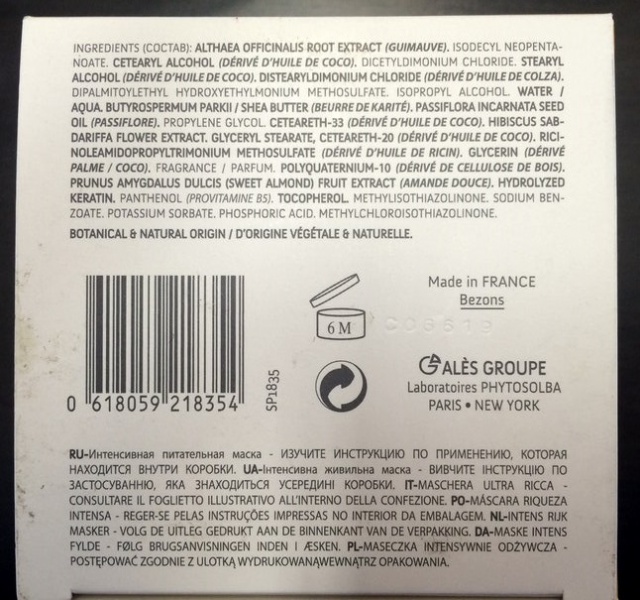 INGREDIENTS (СОСТАВ): ALTHAEA OFFICINALIS ROOT EXTRACT (GUIMAUVE). ISODECYL NEOPENTA-
NOATE. CETEARYL ALCOHOL (DÉRIVÉ D'HUILE DE COCO). DICETYLDIMONIUM CHLORIDE. STEARYL
ALCOHOL (DÉRIVÉ D'HUILE DE COCO). DISTEARYLDIMONIUM CHLORIDE (DÉRIVÉ D'HUILE DE COLZA).
DIPALMITOYLETHYL HYDROXYETHYLMONIUM METHOSULFATE. ISOPROPYL ALCOHOL. WATER /
AQUA. BUTYROSPERMUM PARKII / SHEA BUTTER (BEURRE DE KARITÉ). PASSIFLORA INCARNATA SEED
OIL (PASSIFLORE). PROPYLENE GLYCOL. CETEARETH-33 (DÉRIVÉ D'HUILE DE COCO). HIBISCUS SAB-
DARIFFA FLOWER EXTRACT. GLYCERYL STEARATE, CETEARETH-20 (DÉRIVÉ D'HUILE DE COCO). RICI-
NOLEAMIDOPROPYLTRIMONIUM METHOSULFATE (DÉRIVÉ D'HUILE DE RICIN). GLYCERIN (DÉRIVÉ
PALME / COCO). FRAGRANCE / PARFUM. POLYQUATERNIUM-10 (DÉRIVÉ DE CELLULOSE DE BOIS).
PRUNUS AMYGDALUS DULCIS (SWEET ALMOND) FRUIT EXTRACT (AMANDE DOUCE). HYDROLYZED
KERATIN. PANTHENOL (PROVITAMINE B5). TOCOPHEROL. METHYLISOTHIAZOLINONE. SODIUM BEN-
ZOATE. POTASSIUM SORBATE. PHOSPHORIC ACID. METHYLCHLOROISOTHIAZOLINONE.
BOTANICAL & NATURAL ORIGIN / D'ORIGINE VÉGÉTALE & NATURELLE.
Made in FRANCE
Bezons
6 M
ALÈS GROUPE
Laboratoires PHYTOSOLBA
PARIS • NEW YORK
SP1835
0 618059 218354
RU-Интенсивная питательная маска - ИЗУЧИТЕ ИНСТРУКЦИЮ ПО ПРИМЕНЕНИЮ, КОТОРАЯ
НАХОДИТСЯ ВНУТРИ КОРОБКИ. UA-Інтенсивна живильна маска - ВИВЧИТЕ ІНСТРУКЦІЮ ПО
ЗАСТОСУВАННЮ, ЯКА ЗНАХОДИТЬСЯ УСЕРЕДИНІ КОРОБКИ. IT-MASCHERA ULTRA RICCA -
CONSULTARE IL FOGLIETTO ILLUSTRATIVO ALL'INTERNO DELLA CONFEZIONE. PO-MÁSCARA RIQUEZA
INTENSA - REGER-SE PELAS INSTRUÇÕES IMPRESSAS NO INTERIOR DA EMBALAGEM. NL-INTENS RIJK
MASKER - VOLG DE UITLEG GEDRUKT AAN DE BINNENKANT VAN DE VERPAKKING. DA-MASKE INTENS
FYLDE - FØLG BRUGSANVISNINGEN INDEN I ÆSKEN. PL-MASECZKA INTENSYWNIE ODŻYWCZA -
POSTĘPOWAĆ ZGODNIE Z ULOTKĄ WYDRUKOWANĄWEWNĄTRZ OPAKOWANIA.